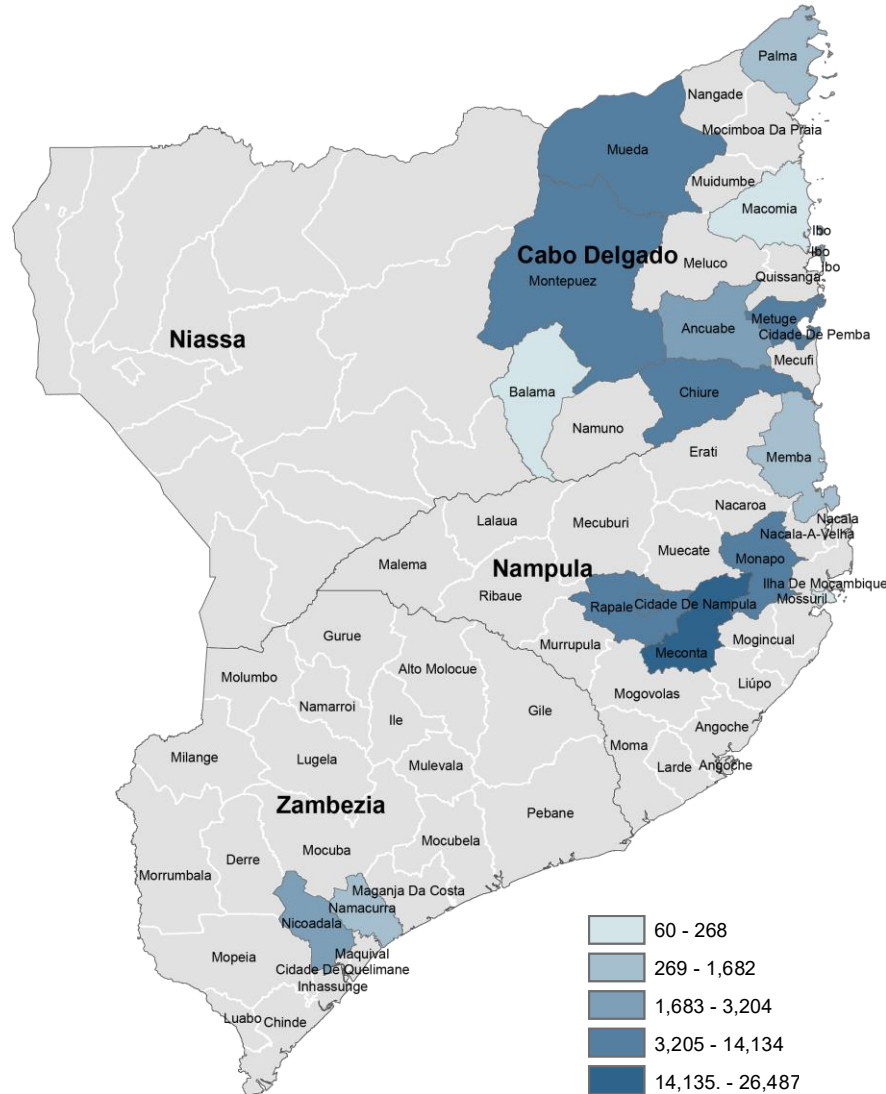 Palma
Nangade
Mocimboa Da Praia
Mueda
Muidumbe
Macomia
Ibo
Cabo Delgado
Ibo
Meluco
Ibo
Quissanga
Montepuez
Niassa
Metuge
Ancuabe
Cidade De Pemba
Mecufi
Balama
Chiure
Namuno
Erati
Memba
Nacaroa
Lalaua
Mecuburi
Nacala
Nacala-A-Velha
Muecate
Monapo
Malema
Nampula
Ilha De Moçambique
Ribaue
Mossuril
Rapale
Cidade De Nampula
Gurue
Murrupula
Mogincual
Meconta
Alto Molocue
Molumbo
Liúpo
Mogovolas
Namarroi
Gile
Ile
Angoche
Moma
Milange
Lugela
Mulevala
Larde
Angoche
Zambezia
Pebane
Mocubela
Mocuba
Derre
Morrumbala
Maganja Da Costa
Namacurra
Nicoadala
Maquival
Mopeia
Cidade De Quelimane
Inhassunge
Luabo
Chinde
60 - 268
269 - 1,682
1,683 - 3,204
3,205 - 14,134
14,135. - 26,487